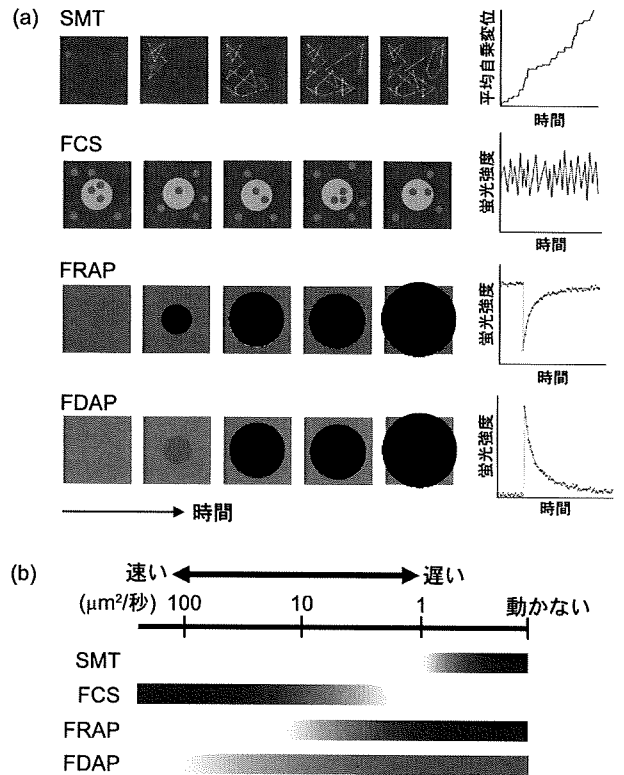 (a)
SMT
平均自乗変位
時間
FCS
蛍光強度
時間
FRAP
蛍光強度
時間
FDAP
蛍光強度
時間
時間
(b)
速い
遅い
(μm²/秒)
100
10
1
動かない
SMT
FCS
FRAP
FDAP